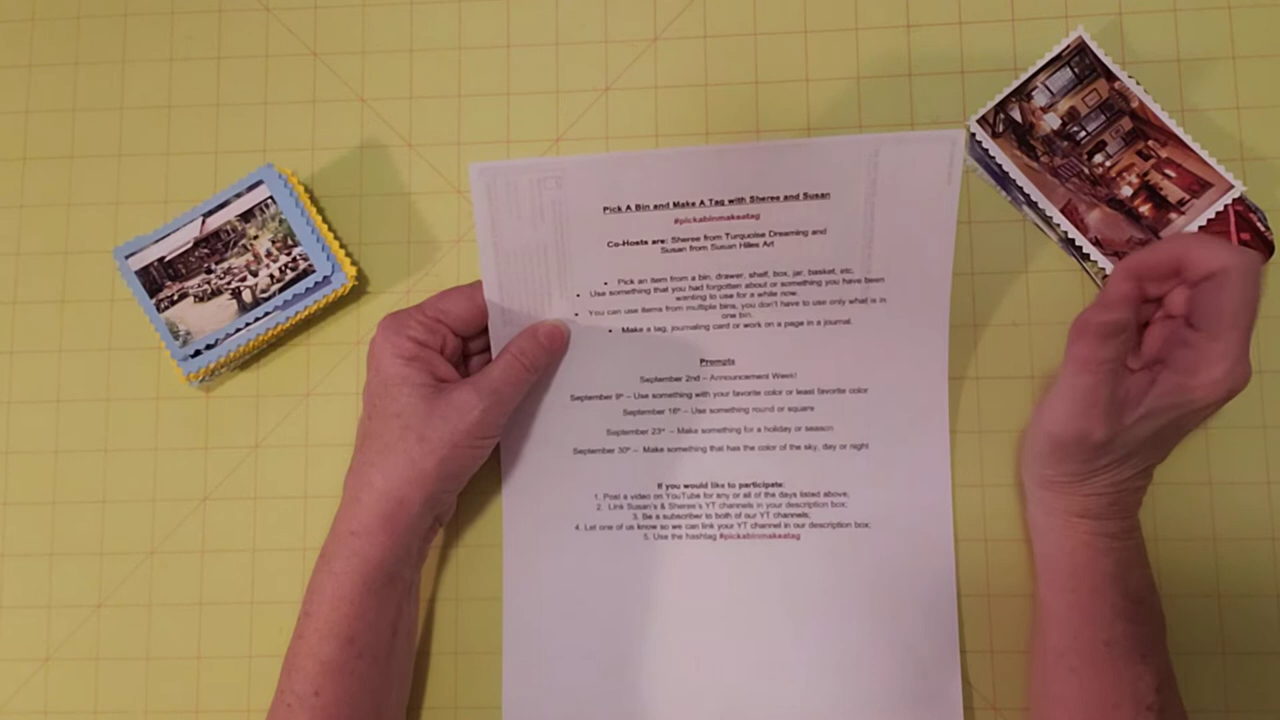 Pick A Bin and Make A Tag with Sheree and Susan
#pickabinmakeatag
Co-Hosts are: Sheree from Turquoise Dreaming and
Susan from Susan Hilles Art
• Pick an item from a bin, drawer, shelf, box, jar, basket, etc.
• Use something that you had forgotten about or something you have been
wanting to use for a while now.
• You can use items from multiple bins, you don't have to use only what is in
one bin.
• Make a tag, journaling card or work on a page in a journal.
Prompts
September 2nd – Announcement Week!
September 9th – Use something with your favorite color or least favorite color
September 16th – Use something round or square
September 23rd – Make something for a holiday or season
September 30th – Make something that has the color of the sky, day or night
If you would like to participate:
1. Post a video on YouTube for any or all of the days listed above;
2. Link Susan's & Sheree's YT channels in your description box;
3. Be a subscriber to both of our YT channels;
4. Let one of us know so we can link your YT channel in our description box;
5. Use the hashtag #pickabinmakeatag